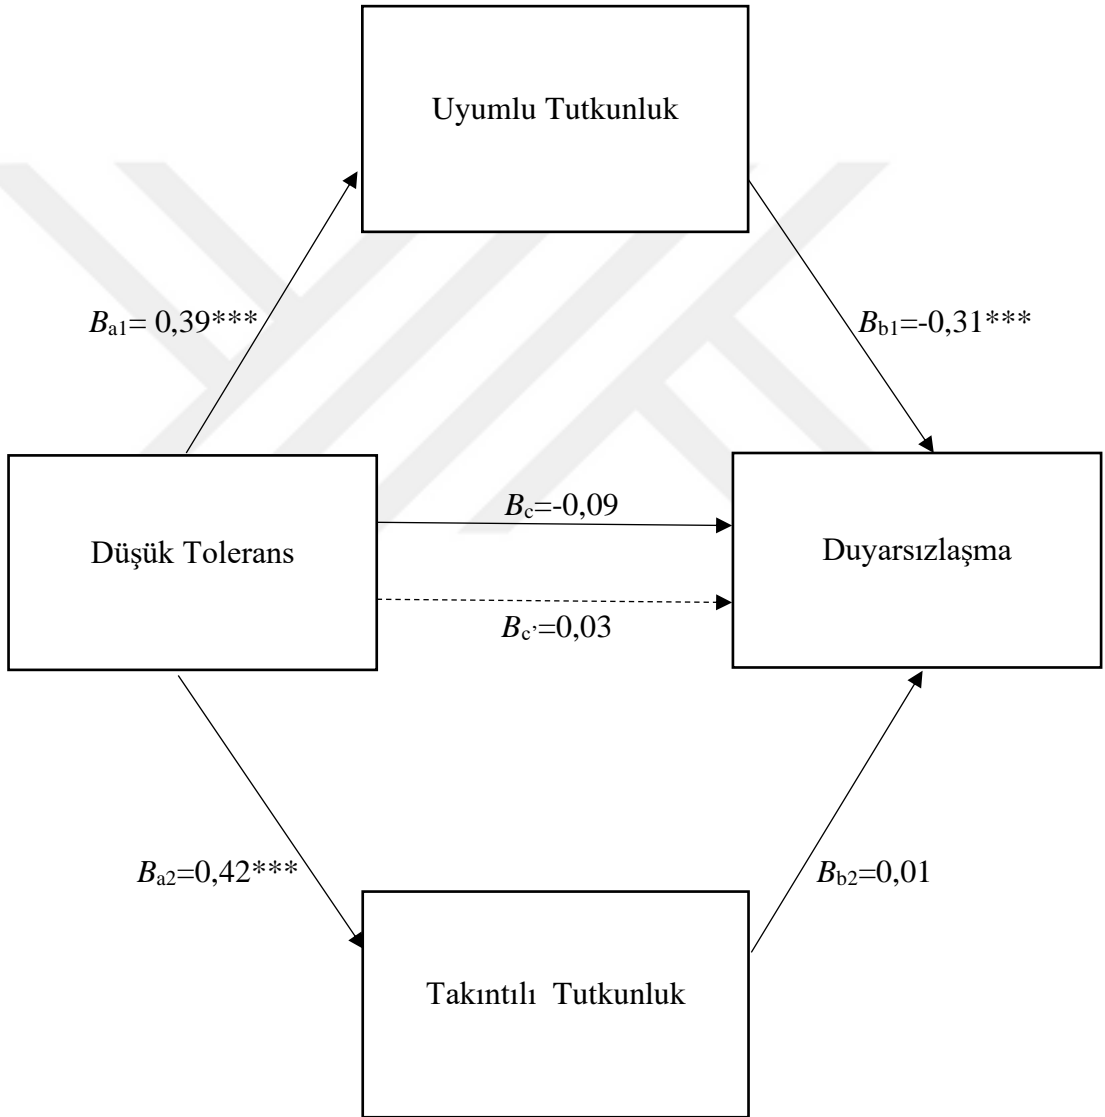 Uyumlu Tutkunluk
Ba1= 0,39***
Bb1=-0,31***
Bc=-0,09
Düşük Tolerans
Duyarsızlaşma
Bc’=0,03
Ba2=0,42***
Bb2=0,01
Takıntılı Tutkunluk